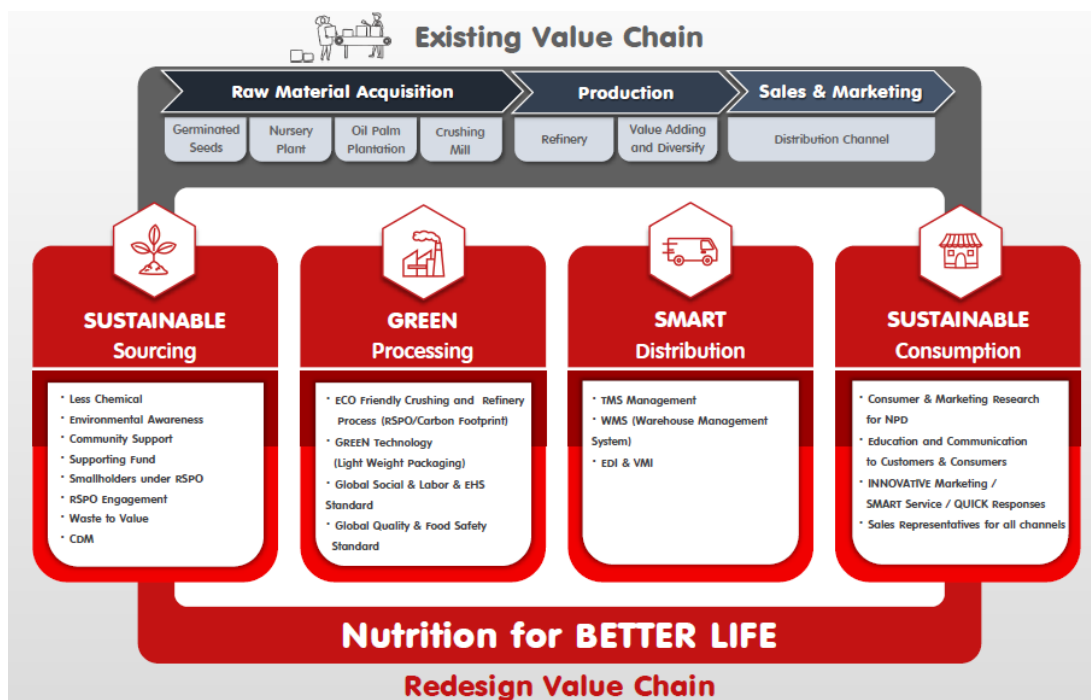 Existing Value Chain
Raw Material Acquisition
Production
Sales & Marketing
Germinated
Seeds
Nursery
Plant
Oil Palm
Plantation
Crushing
Mill
Refinery
Value Adding
and Diversify
Distribution Channel
SUSTAINABLE
Sourcing
· Less Chemical
· Environmental Awareness
· Community Support
· Supporting Fund
· Smallholders under RSPO
· RSPO Engagement
· Waste to Value
· CDM
GREEN
Processing
· ECO Friendly Crushing and Refinery
Process (RSPO/Carbon Footprint)
· GREEN Technology
(Light Weight Packaging)
· Global Social & Labor & EHS
Standard
· Global Quality & Food Safety
Standard
SMART
Distribution
· TMS Management
· WMS (Warehouse Management
System)
· EDI & VMI
SUSTAINABLE
Consumption
· Consumer & Marketing Research
for NPD
· Education and Communication
to Customers & Consumers
· INNOVATIVE Marketing /
SMART Service / QUICK Responses
· Sales Representatives for all channels
Nutrition for BETTER LIFE
Redesign Value Chain